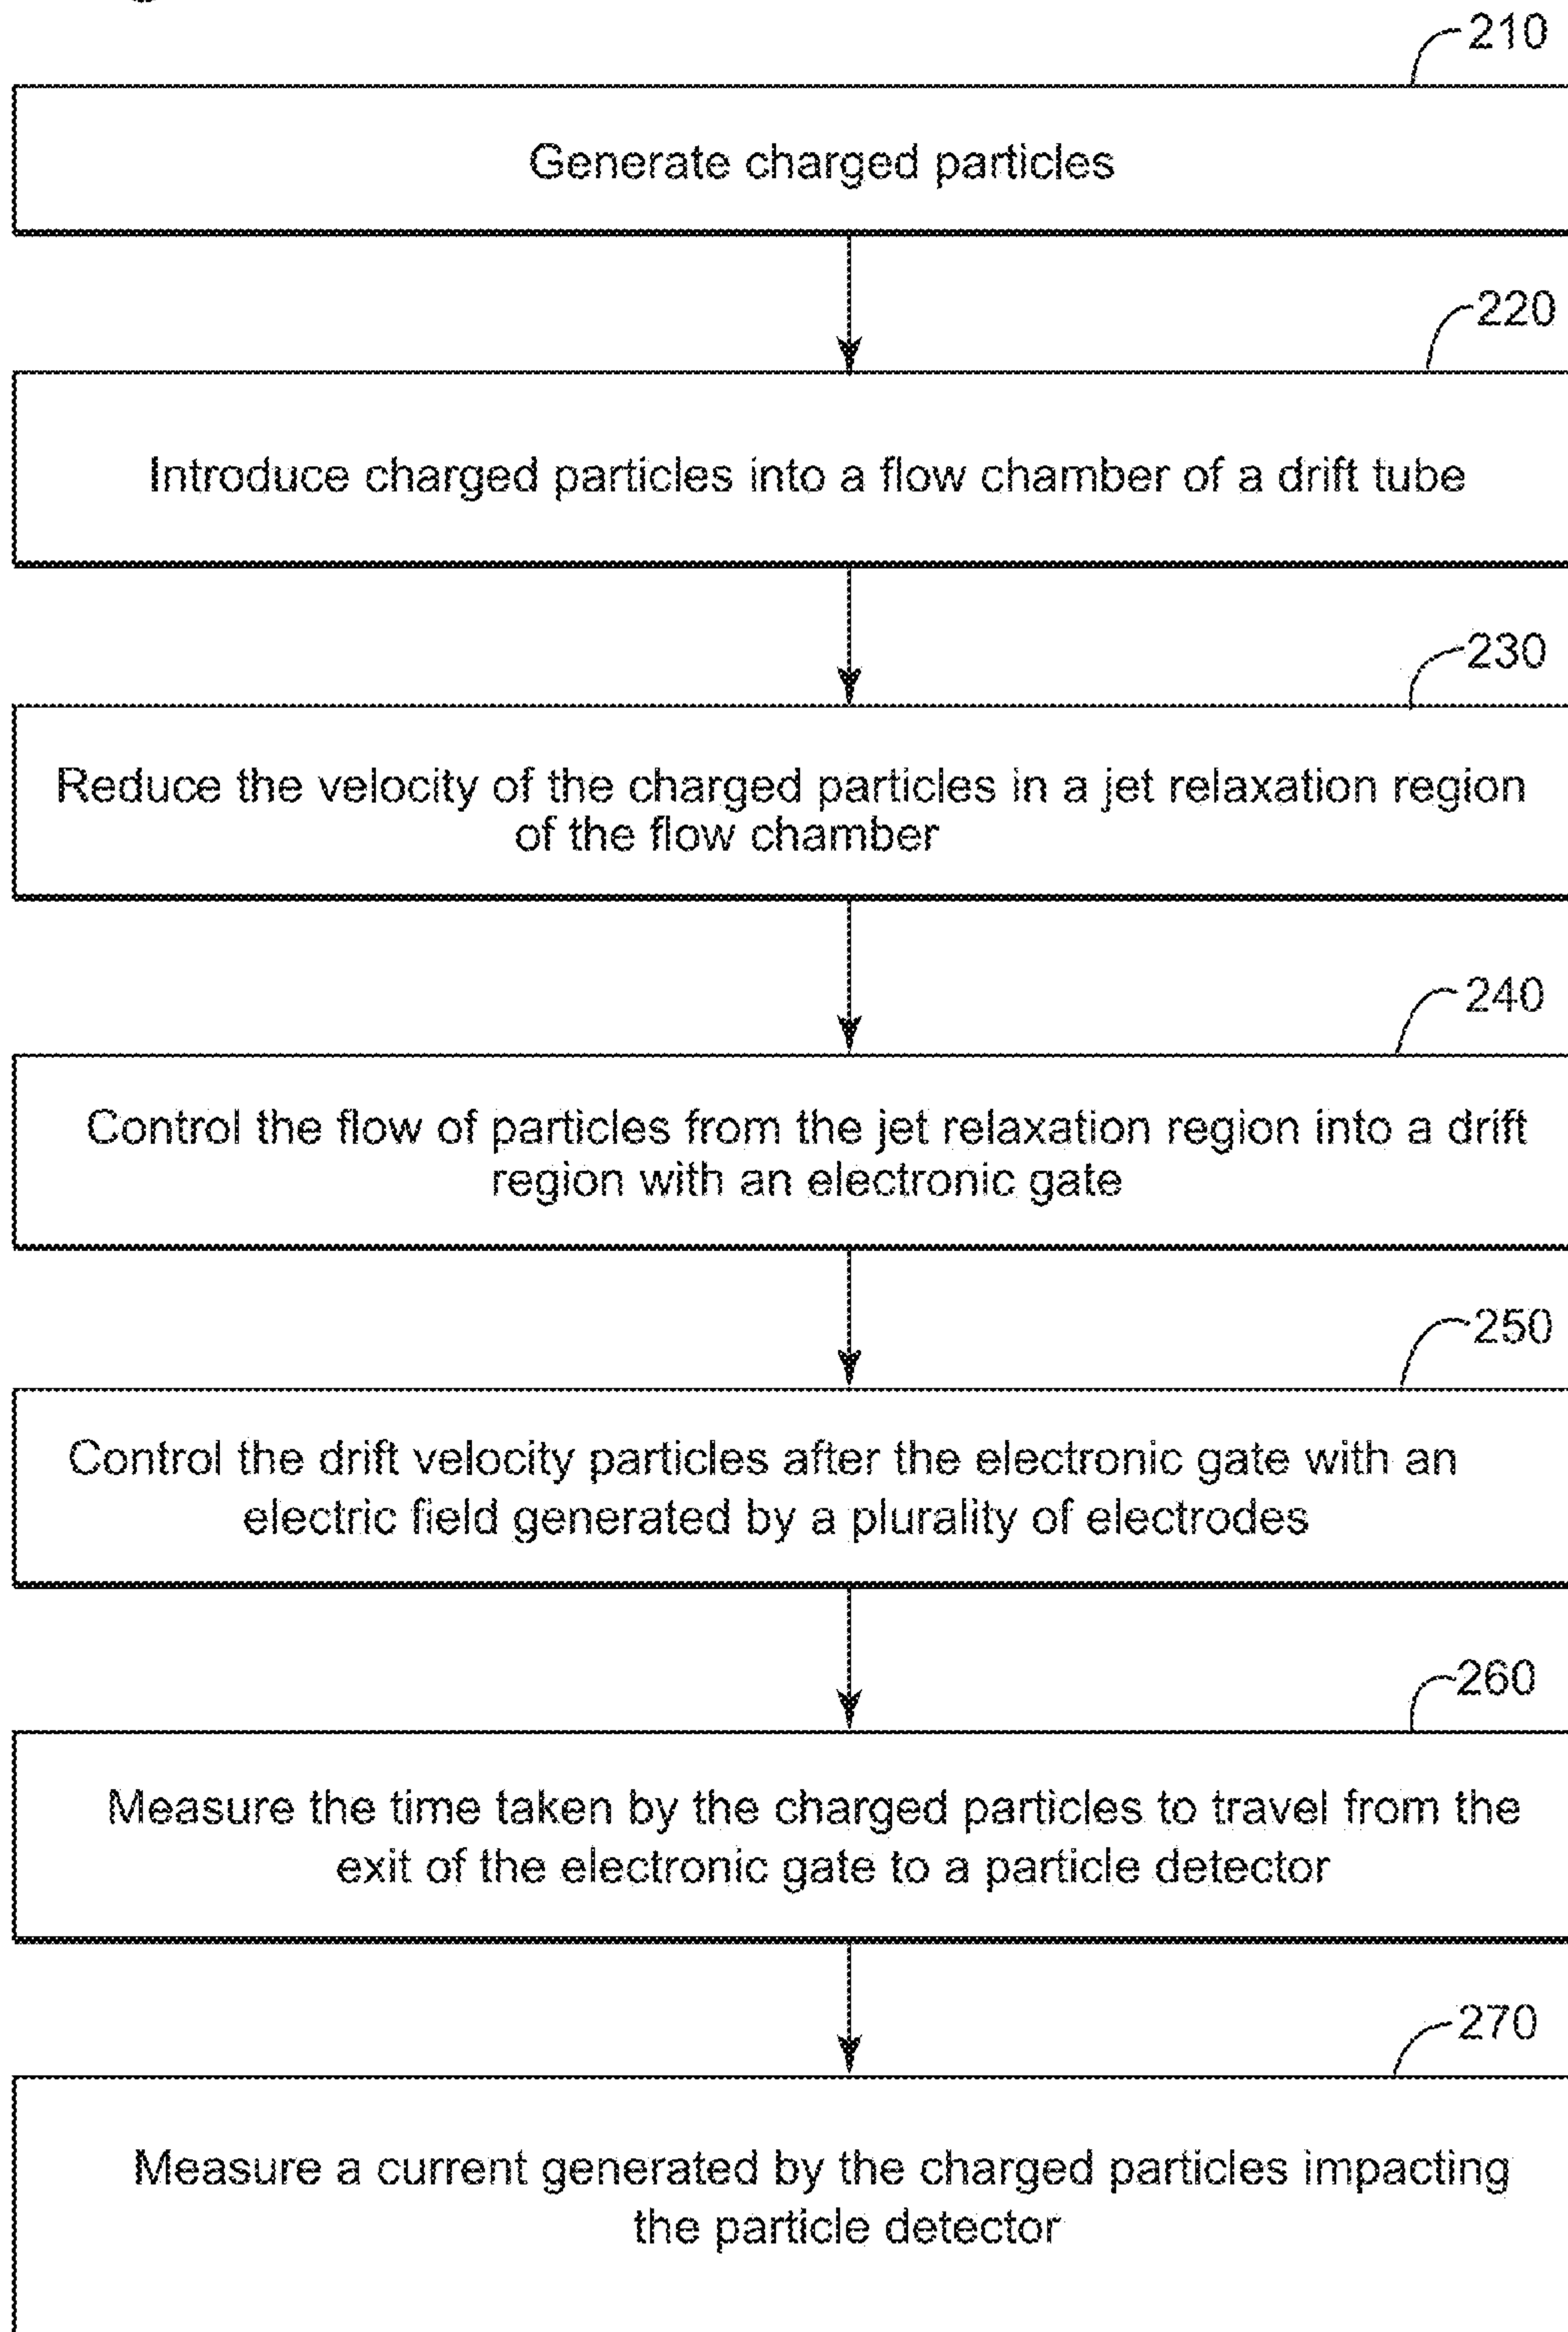 210
Generate charged particles
220
Introduce charged particles into a flow chamber of a drift tube
230
Reduce the velocity of the charged particles in a jet relaxation region
of the flow chamber
240
Control the flow of particles from the jet relaxation region into a drift
region with an electronic gate
250
Control the drift velocity particles after the electronic gate with an
electric field generated by a plurality of electrodes
260
Measure the time taken by the charged particles to travel from the
exit of the electronic gate to a particle detector
270
Measure a current generated by the charged particles impacting
the particle detector